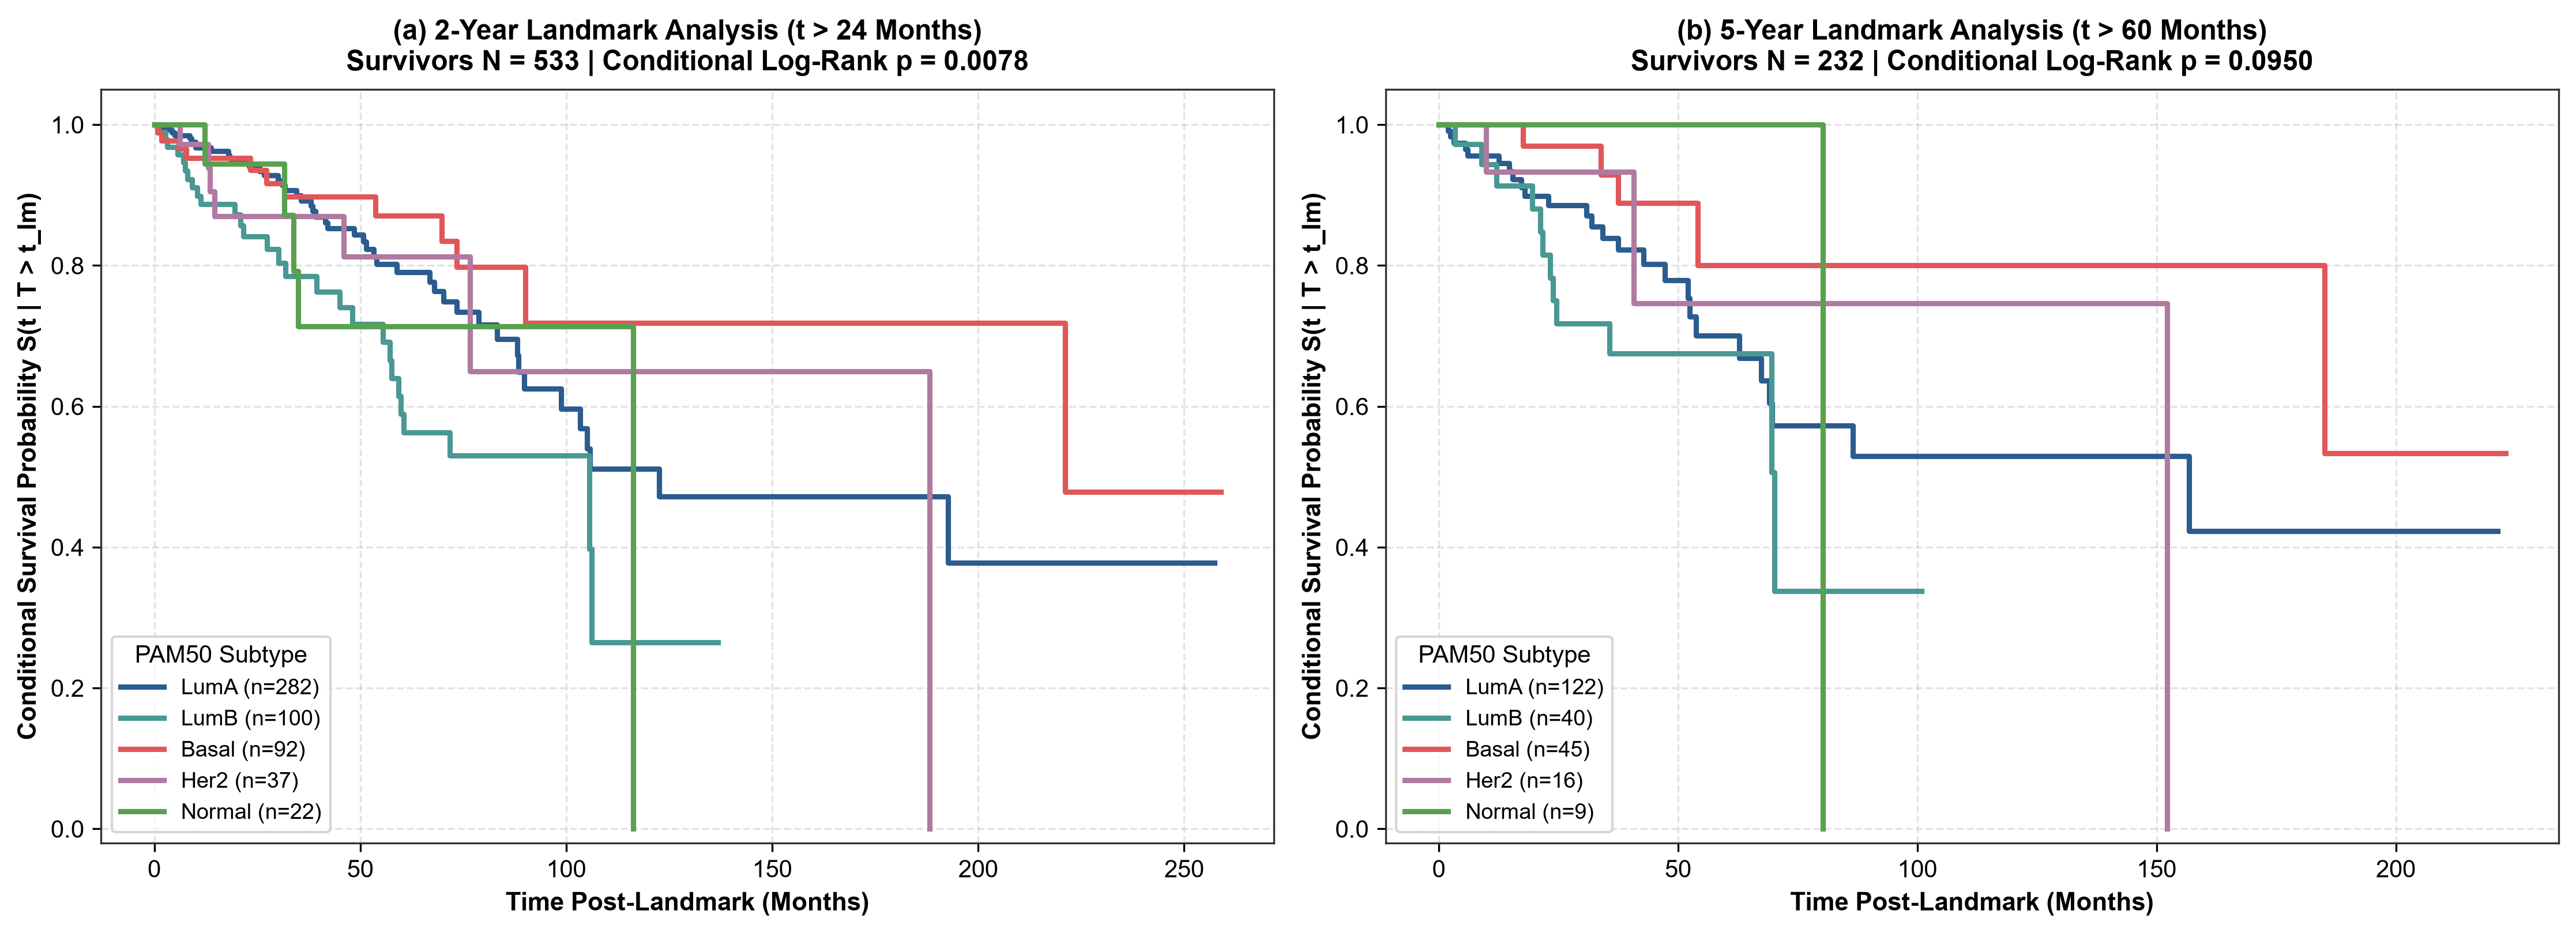 (a) 2-Year Landmark Analysis (t > 24 Months)
Survivors N = 533 | Conditional Log-Rank p = 0.0078
Conditional Survival Probability S(t | T > t_lm)
1.0
0.8
0.6
0.4
0.2
0.0
PAM50 Subtype
LumA (n=282)
LumB (n=100)
Basal (n=92)
Her2 (n=37)
Normal (n=22)
0 50 100 150 200 250
Time Post-Landmark (Months)
(b) 5-Year Landmark Analysis (t > 60 Months)
Survivors N = 232 | Conditional Log-Rank p = 0.0950
Conditional Survival Probability S(t | T > t_lm)
1.0
0.8
0.6
0.4
0.2
0.0
PAM50 Subtype
LumA (n=122)
LumB (n=40)
Basal (n=45)
Her2 (n=16)
Normal (n=9)
0 50 100 150 200
Time Post-Landmark (Months)